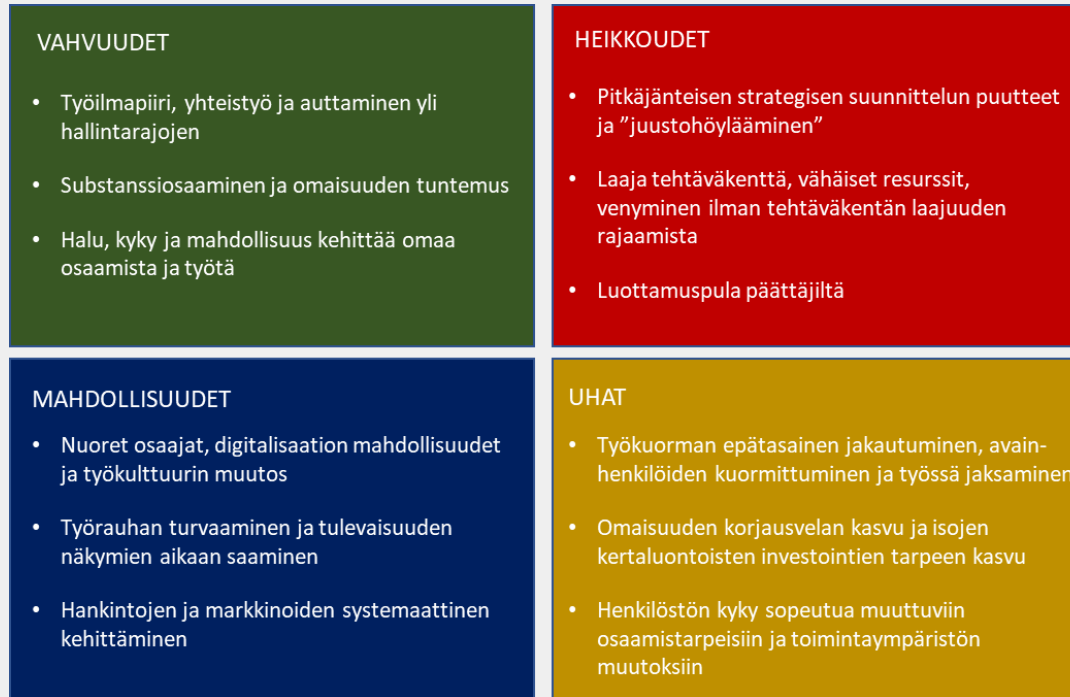 VAHVUUDET
• Työilmapiiri, yhteistyö ja auttaminen yli
hallintarajojen
• Substanssiosaaminen ja omaisuuden tuntemus
• Halu, kyky ja mahdollisuus kehittää omaa
osaamista ja työtä
HEIKKOUDET
• Pitkäjänteisen strategisen suunnittelun puutteet
ja ”juustohöylääminen”
• Laaja tehtäväkenttä, vähäiset resurssit,
venyminen ilman tehtäväkentän laajuuden
rajaamista
• Luottamuspula päättäjiltä
MAHDOLLISUUDET
• Nuoret osaajat, digitalisaation mahdollisuudet
ja työkulttuurin muutos
• Työrauhan turvaaminen ja tulevaisuuden
näkymien aikaan saaminen
• Hankintojen ja markkinoiden systemaattinen
kehittäminen
UHAT
• Työkuorman epätasainen jakautuminen, avain-
henkilöiden kuormittuminen ja työssä jaksaminen
• Omaisuuden korjausvelan kasvu ja isojen
kertaluontoisten investointien tarpeen kasvu
• Henkilöstön kyky sopeutua muuttuviin
osaamistarpeisiin ja toimintaympäristön
muutoksiin